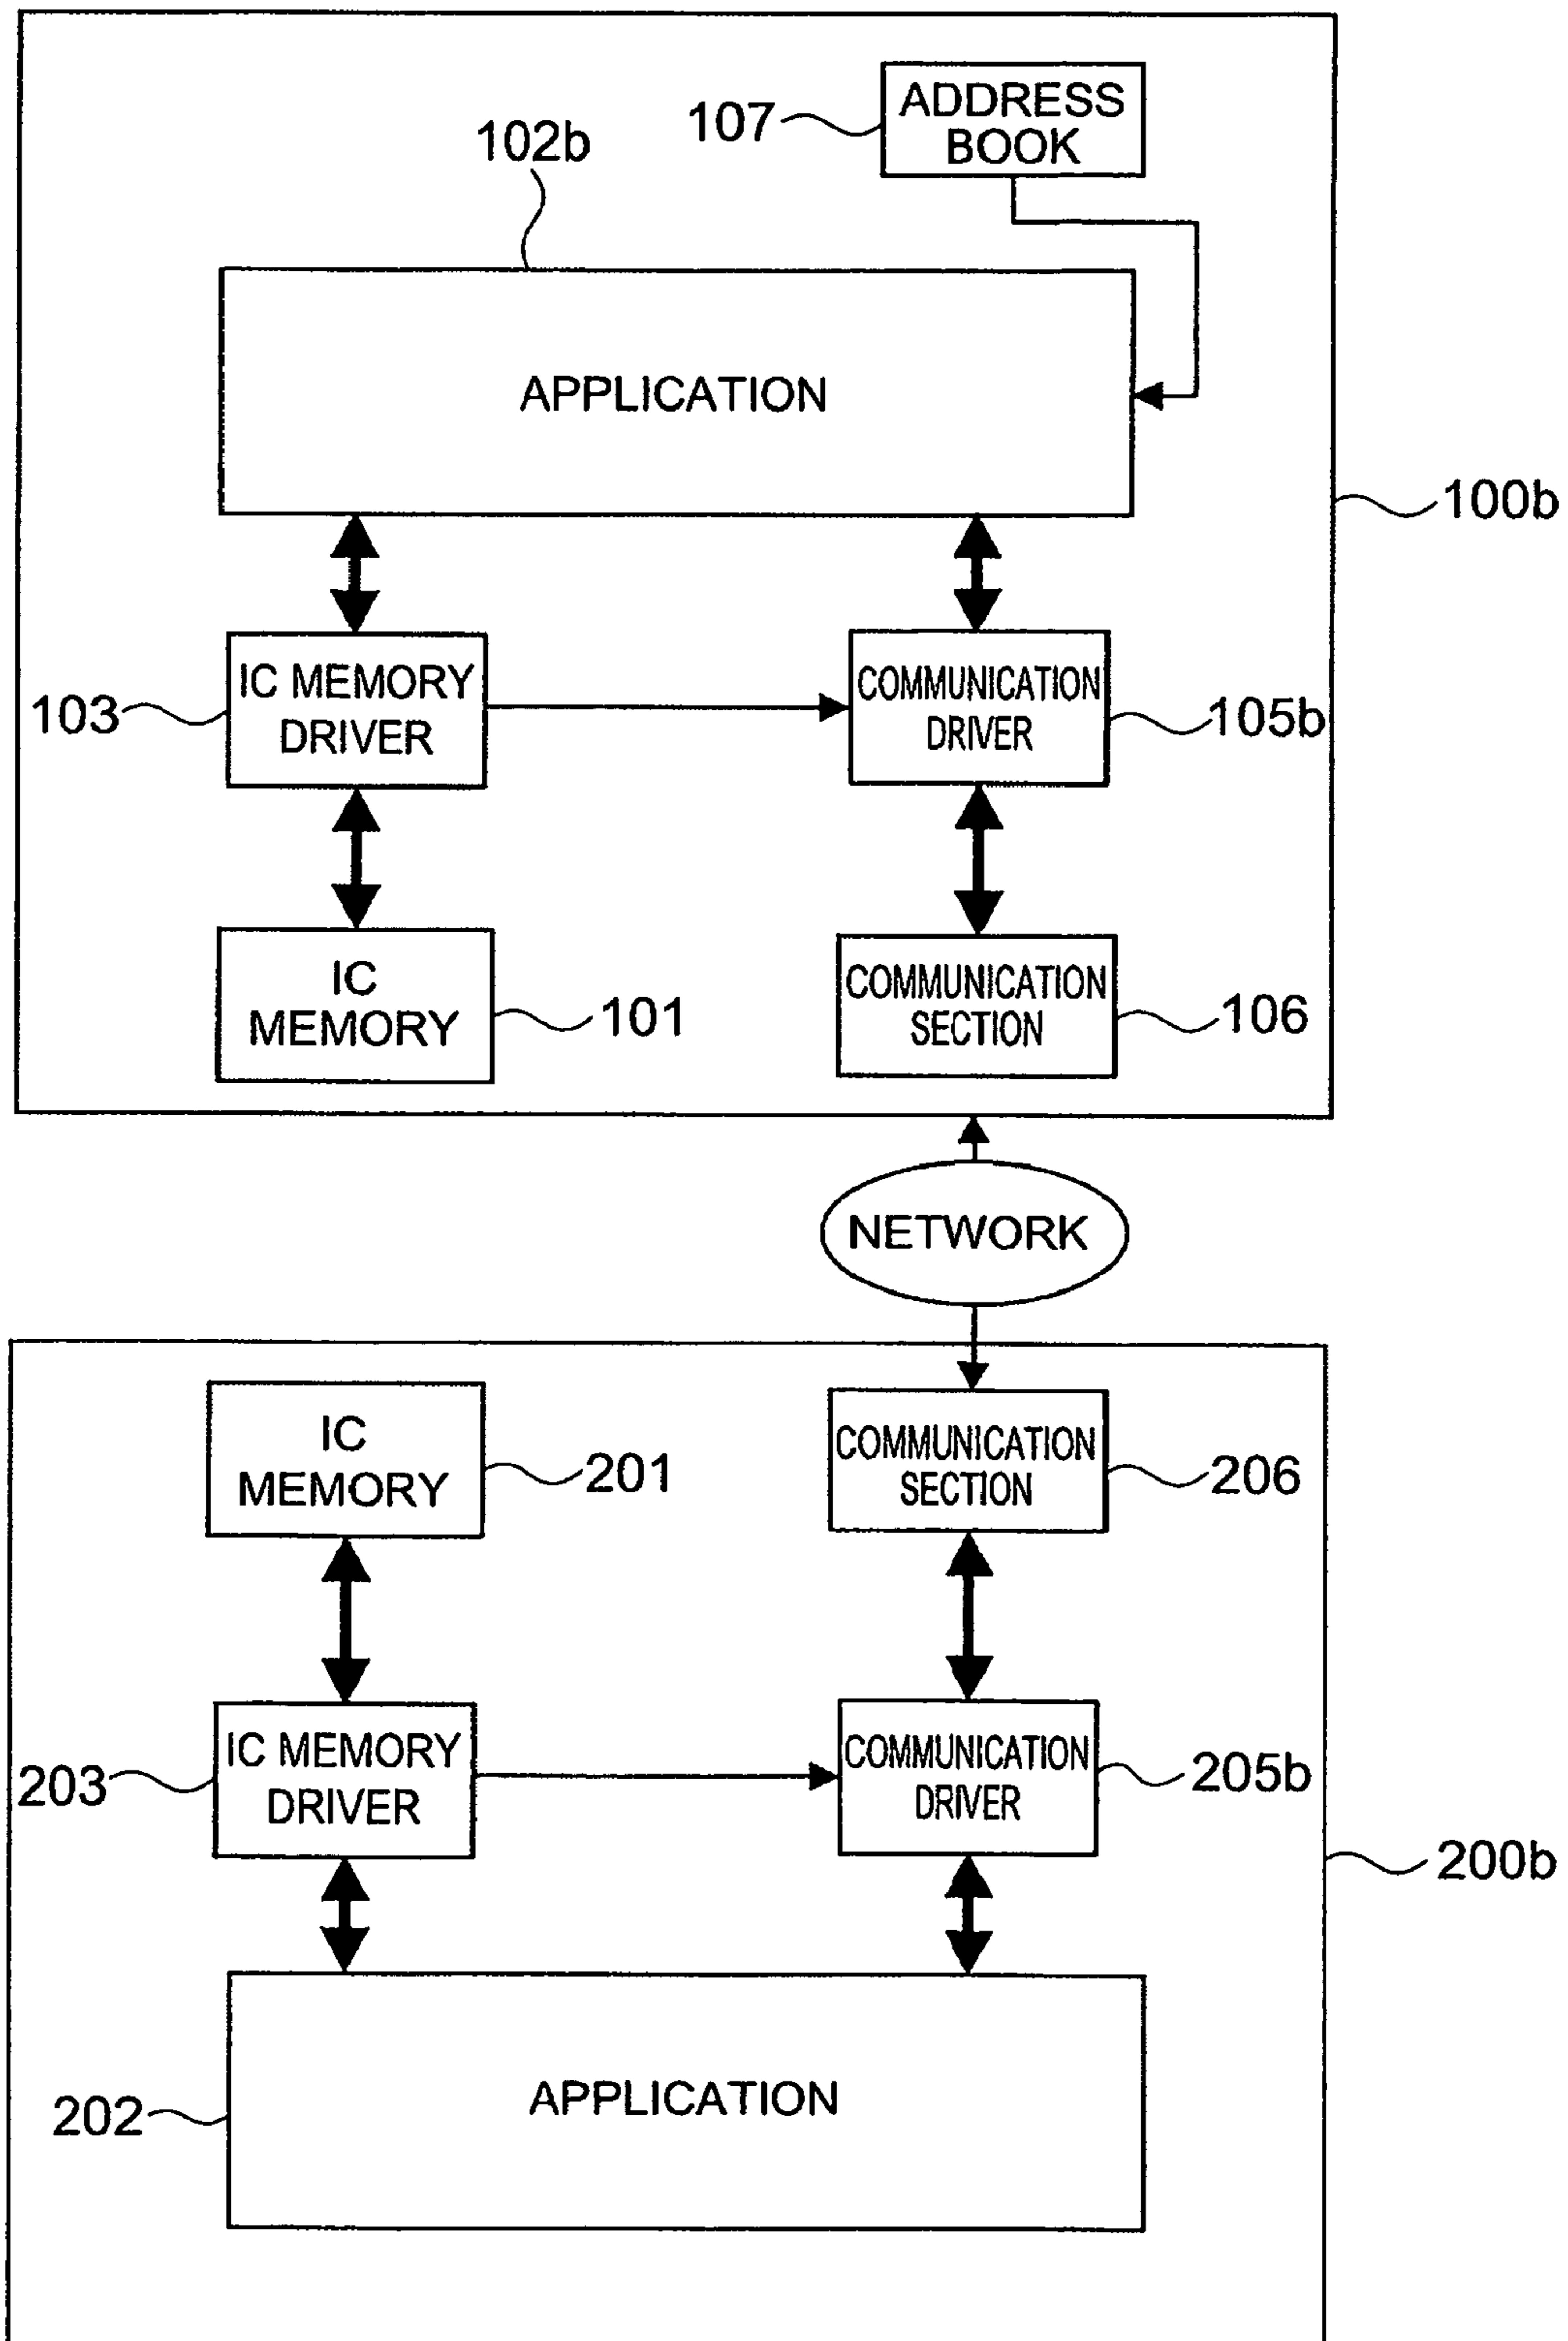 ADDRESS
BOOK
107
102b
APPLICATION
100b
IC MEMORY
DRIVER
103
COMMUNICATION
DRIVER
105b
IC
MEMORY
101
COMMUNICATION
SECTION
106
NETWORK
IC
MEMORY
201
COMMUNICATION
SECTION
206
IC MEMORY
DRIVER
203
COMMUNICATION
DRIVER
205b
200b
APPLICATION
202